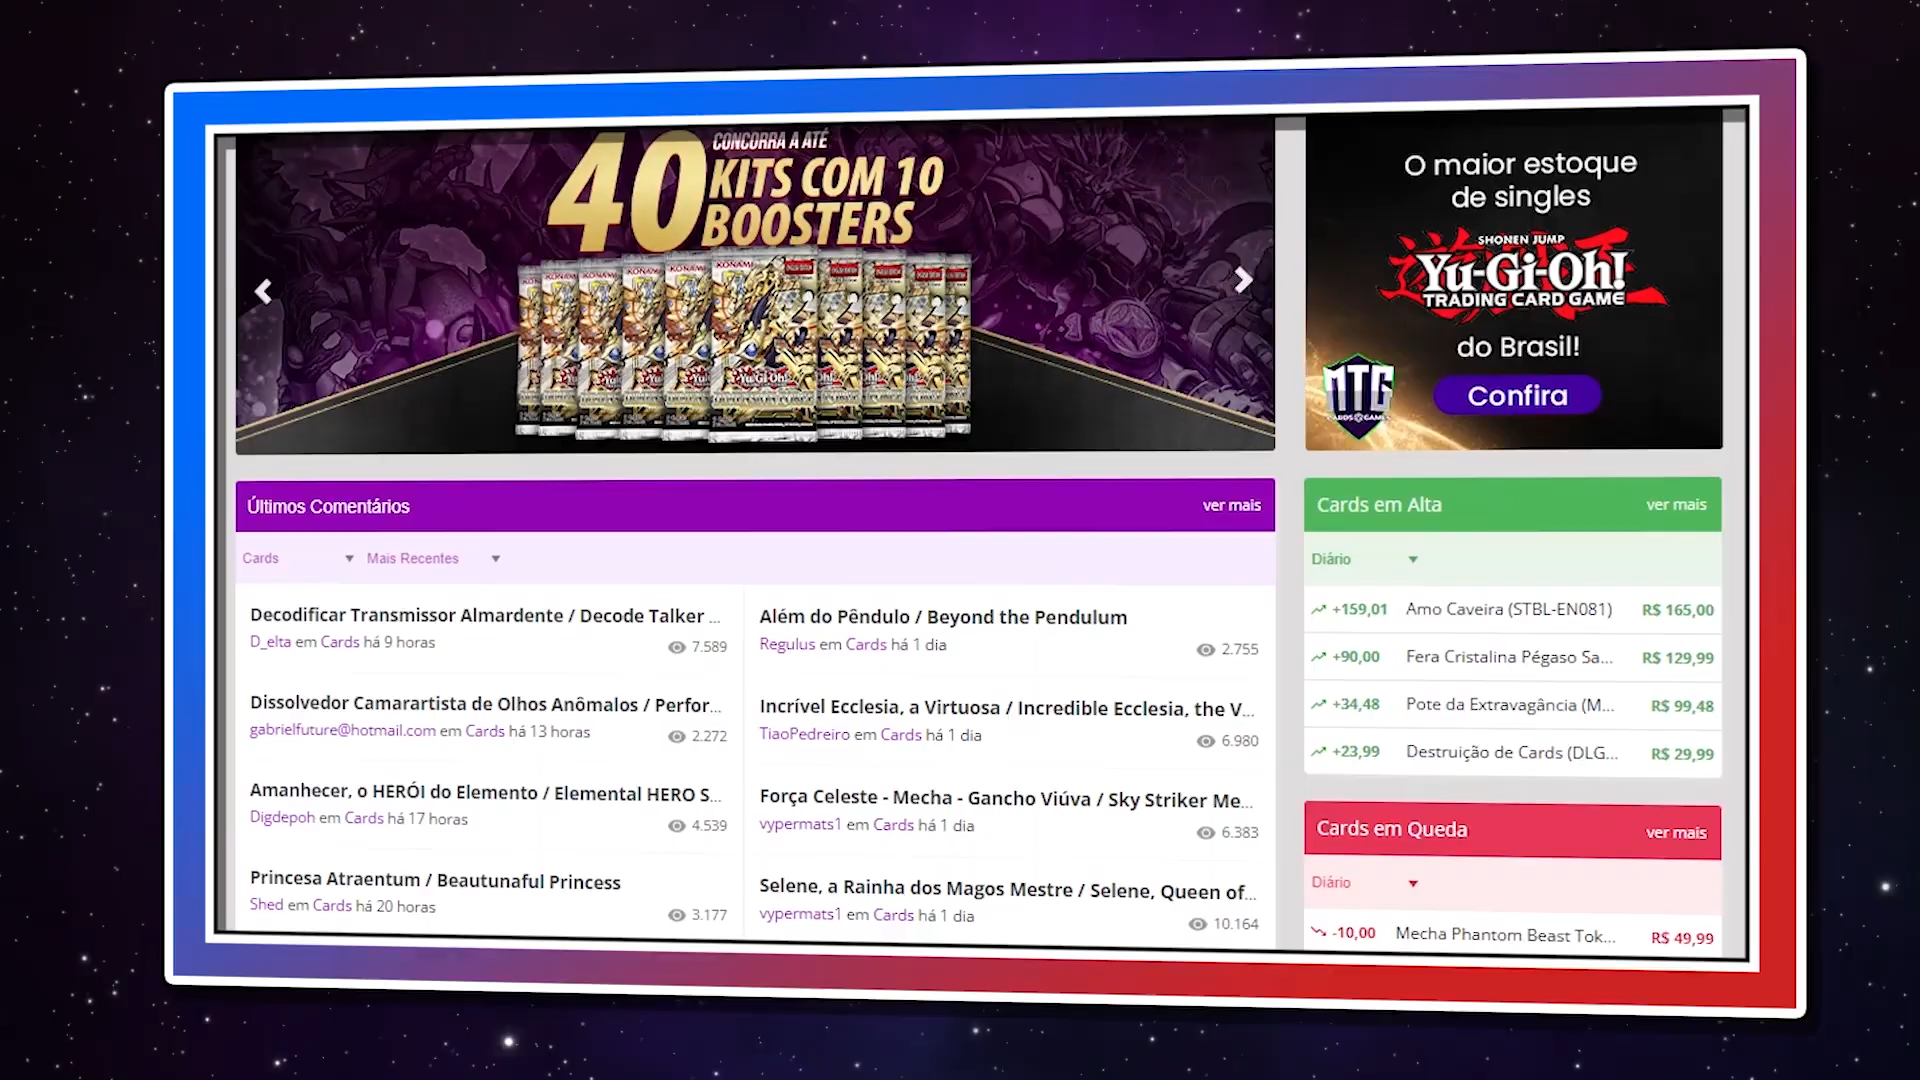 CONCORRA A ATÉ
40 KITS COM 10
BOOSTERS
KONAMI
Yu-Gi-Oh!
O maior estoque
de singles
SHONEN JUMP
Yu-Gi-Oh!
TRADING CARD GAME
do Brasil!
MTG
CARDS GAMES
Confira
Últimos Comentários
ver mais
Cards
Mais Recentes
Decodificar Transmissor Almardente / Decode Talker ...
D_elta em Cards há 9 horas
7.589
Além do Pêndulo / Beyond the Pendulum
Regulus em Cards há 1 dia
2.755
Dissolvedor Camarartista de Olhos Anômalos / Perfor...
gabrielfuture@hotmail.com em Cards há 13 horas
2.272
Incrível Ecclesia, a Virtuosa / Incredible Ecclesia, the V...
TiaoPedreiro em Cards há 1 dia
6.980
Amanhecer, o HERÓI do Elemento / Elemental HERO S...
Digdepoh em Cards há 17 horas
4.539
Força Celeste - Mecha - Gancho Viúva / Sky Striker Me...
vypermats1 em Cards há 1 dia
6.383
Princesa Atraentum / Beautunaful Princess
Shed em Cards há 20 horas
3.177
Selene, a Rainha dos Magos Mestre / Selene, Queen of...
vypermats1 em Cards há 1 dia
10.164
Cards em Alta
ver mais
Diário
+159,01 Amo Caveira (STBL-EN081) R$ 165,00
+90,00 Fera Cristalina Pégaso Sa... R$ 129,99
+34,48 Pote da Extravagância (M... R$ 99,48
+23,99 Destruição de Cards (DLG... R$ 29,99
Cards em Queda
ver mais
Diário
-10,00 Mecha Phantom Beast Tok... R$ 49,99